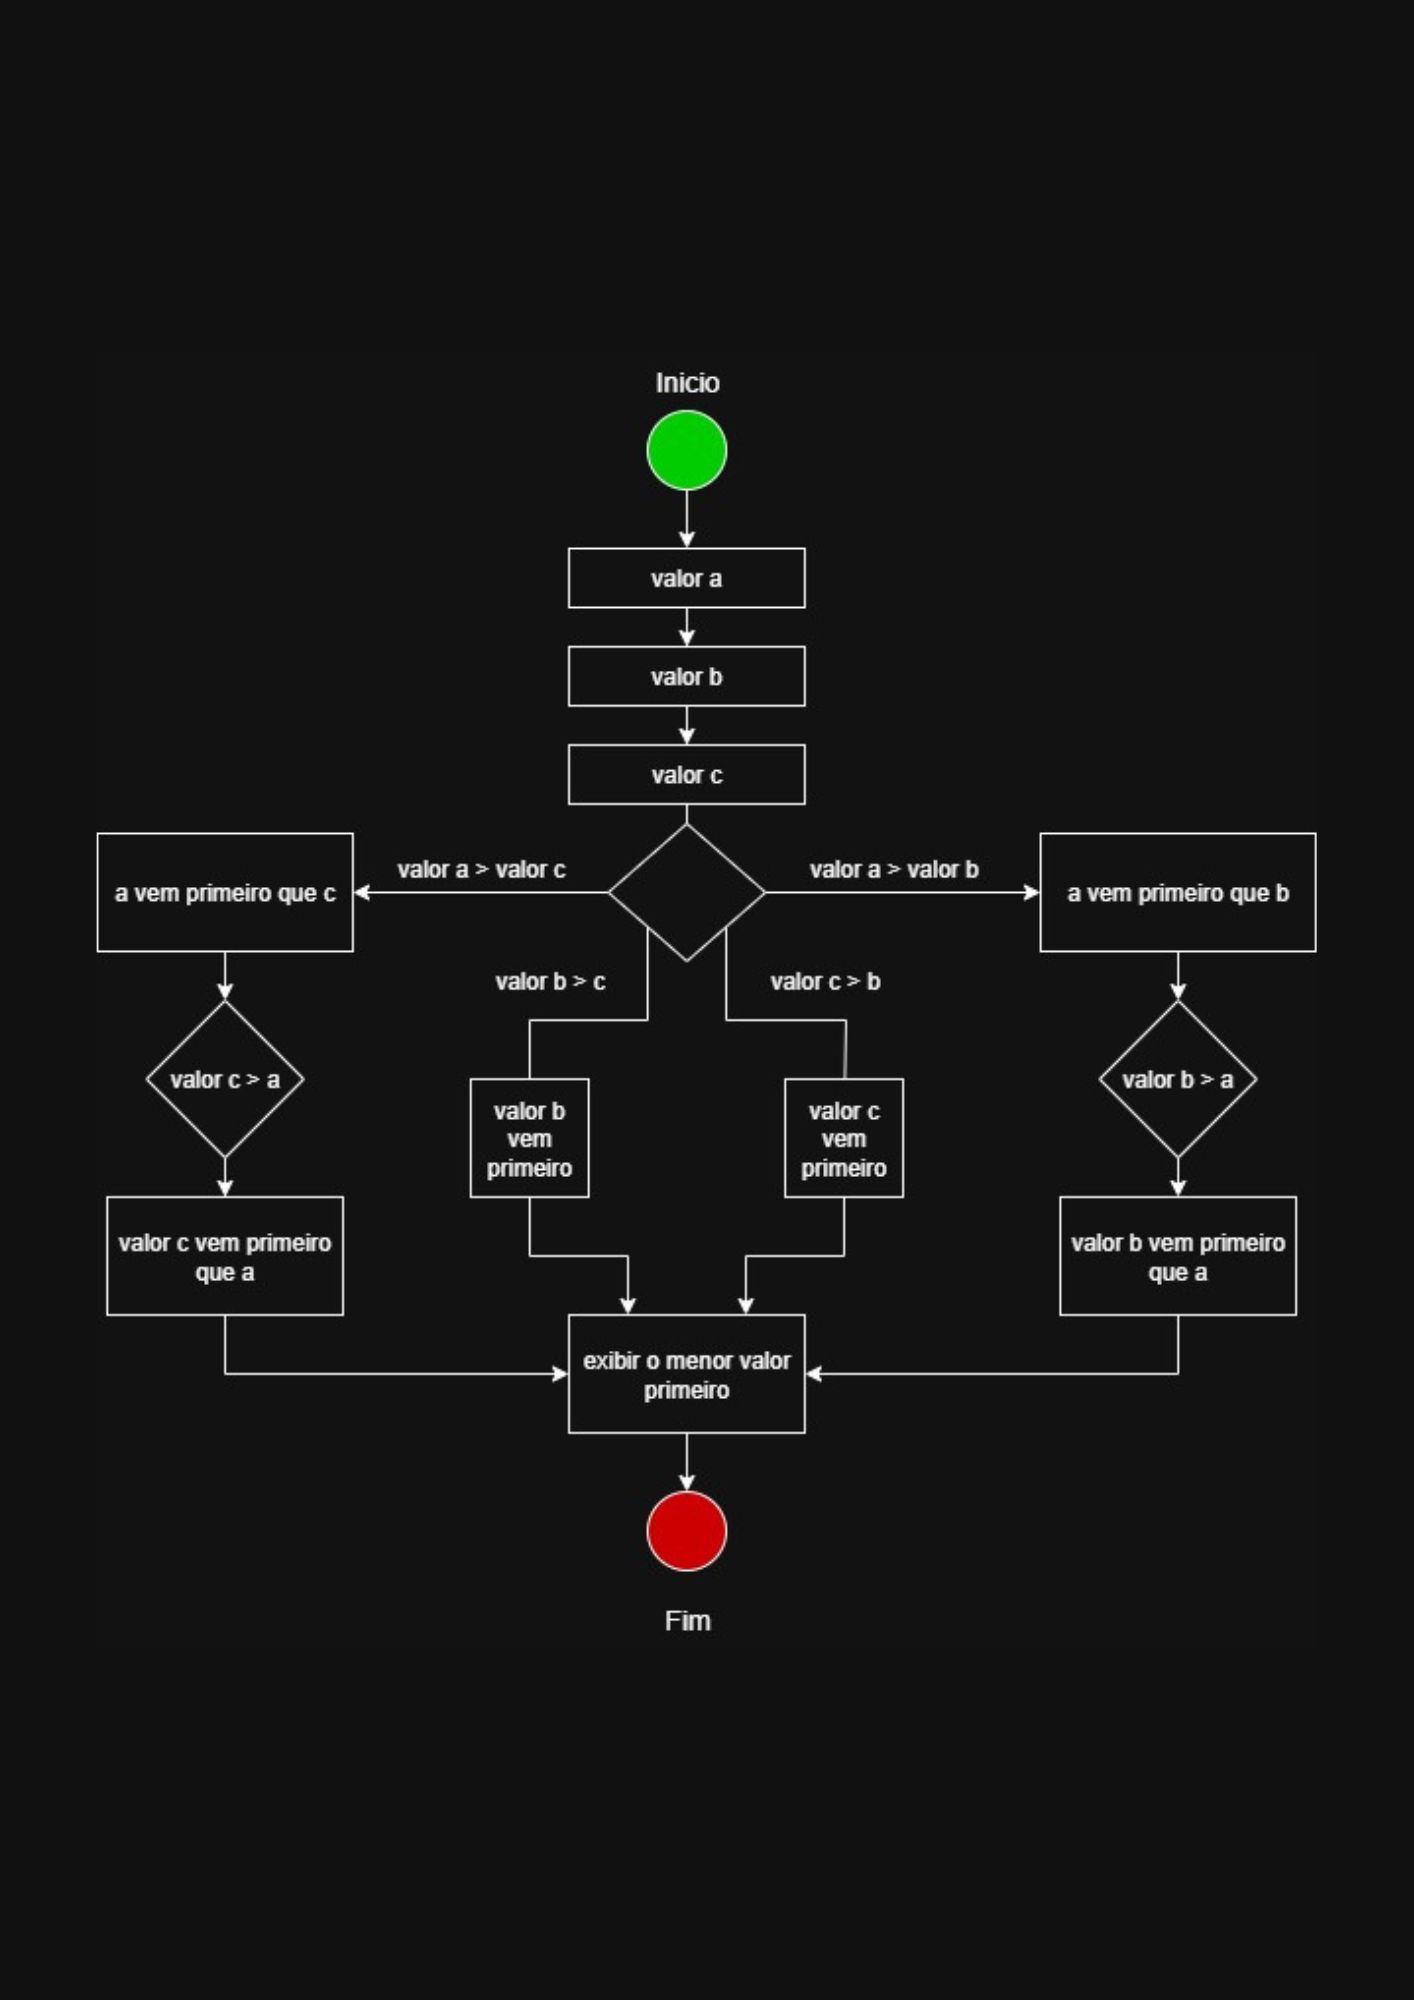 Inicio
valor a
valor b
valor c
valor a > valor c
valor a > valor b
a vem primeiro que c
a vem primeiro que b
valor b > c
valor c > b
valor c > a
valor b
vem
primeiro
valor c
vem
primeiro
valor b > a
valor c vem primeiro
que a
valor b vem primeiro
que a
exibir o menor valor
primeiro
Fim